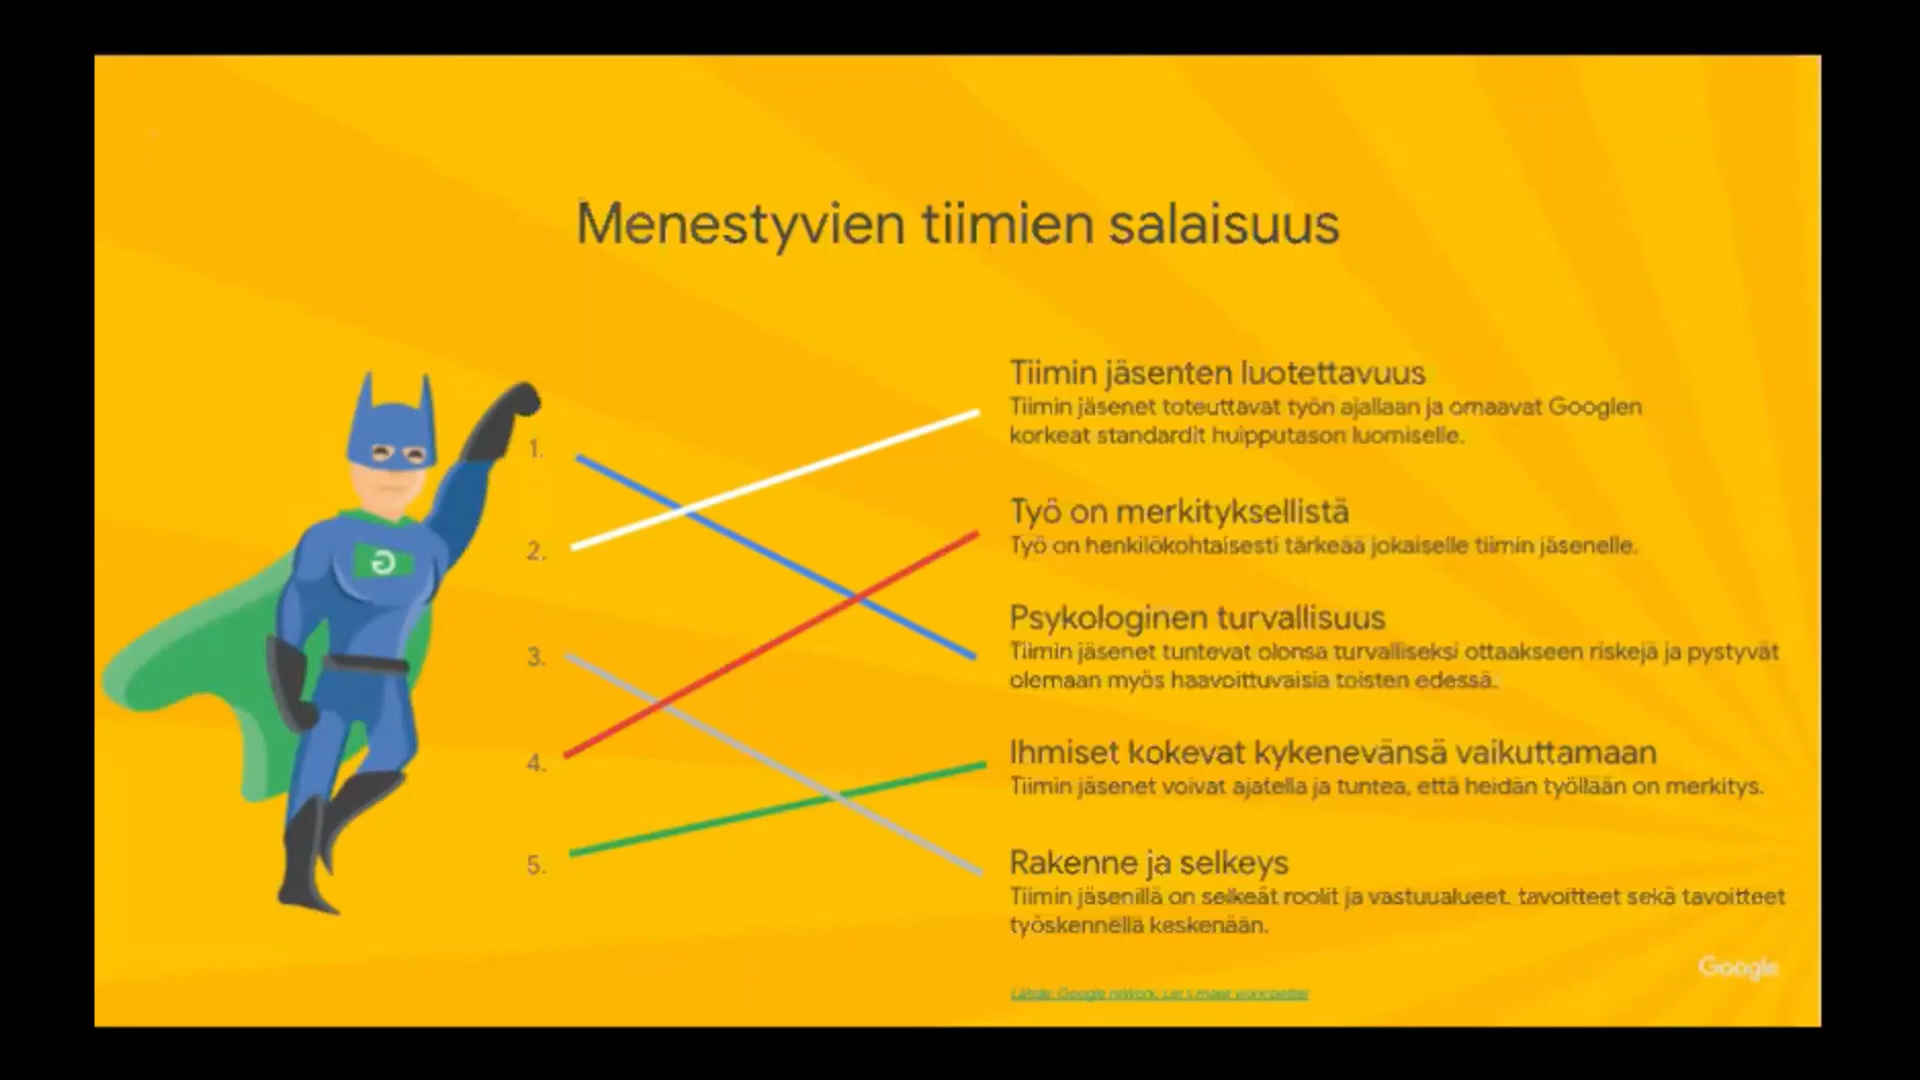 Menestyvien tiimien salaisuus
1.
2.
3.
4.
5.
Tiimin jäsenten luotettavuus
Tiimin jäsenet toteuttavat työn ajallaan ja omaavat Googlen
korkeat standardit huipputason luomiselle.
Työ on merkityksellistä
Työ on henkilökohtaisesti tärkeää jokaiselle tiimin jäsenelle.
Psykologinen turvallisuus
Tiimin jäsenet tuntevat olonsa turvalliseksi ottaakseen riskejä ja pystyvät
olemaan myös haavoittuvaisia toisten edessä.
Ihmiset kokevat kykenevänsä vaikuttamaan
Tiimin jäsenet voivat ajatella ja tuntea, että heidän työllään on merkitys.
Rakenne ja selkeys
Tiimin jäsenillä on selkeät roolit ja vastuualueet, tavoitteet sekä tavoitteet
työskennellä keskenään.
Google
Lähde: Google
G